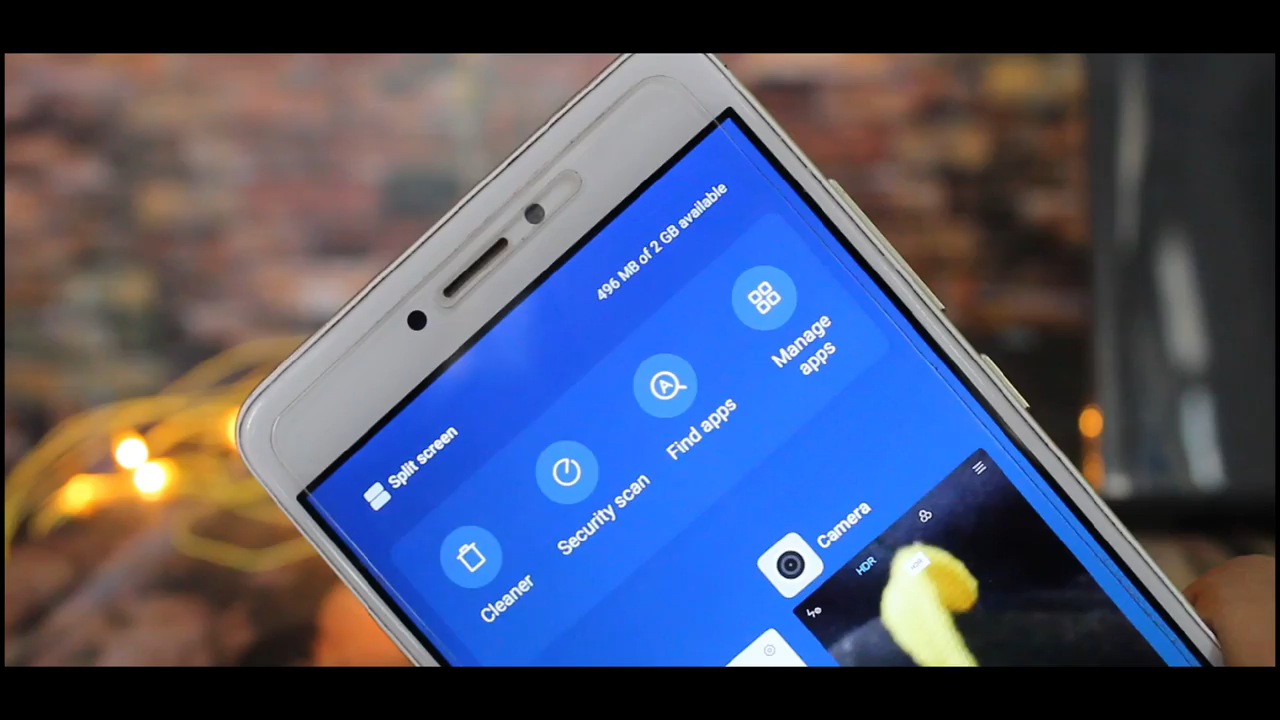 496 MB of 2 GB available
Split screen
Cleaner
Security scan
Find apps
Manage
apps
Camera
HDR